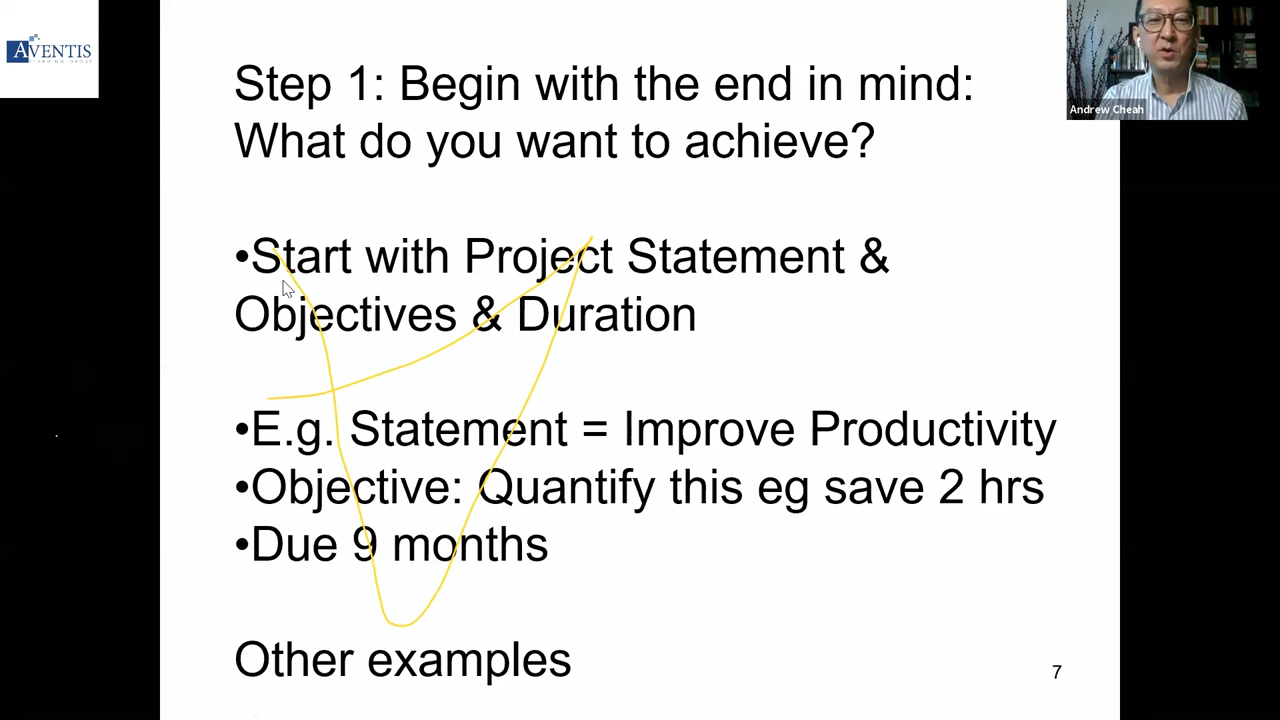 AVENTIS
LEARNING GROUP
Andrew Cheah
Step 1: Begin with the end in mind:
What do you want to achieve?
•Start with Project Statement &
Objectives & Duration
•E.g. Statement = Improve Productivity
•Objective: Quantify this eg save 2 hrs
•Due 9 months
Other examples
7